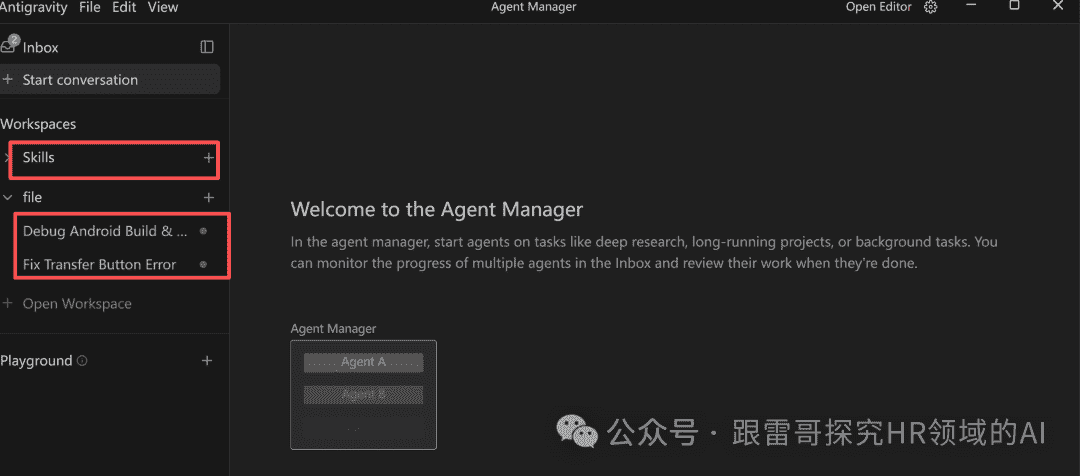 Antigravity File Edit View Agent Manager Open Editor
2
Inbox
+ Start conversation
Workspaces
Skills +
file +
Debug Android Build & ...
Fix Transfer Button Error
+ Open Workspace
Playground +
Welcome to the Agent Manager
In the agent manager, start agents on tasks like deep research, long-running projects, or background tasks. You
can monitor the progress of multiple agents in the Inbox and review their work when they're done.
Agent Manager
Agent A
Agent B
公众号 · 跟雷哥探究HR领域的AI